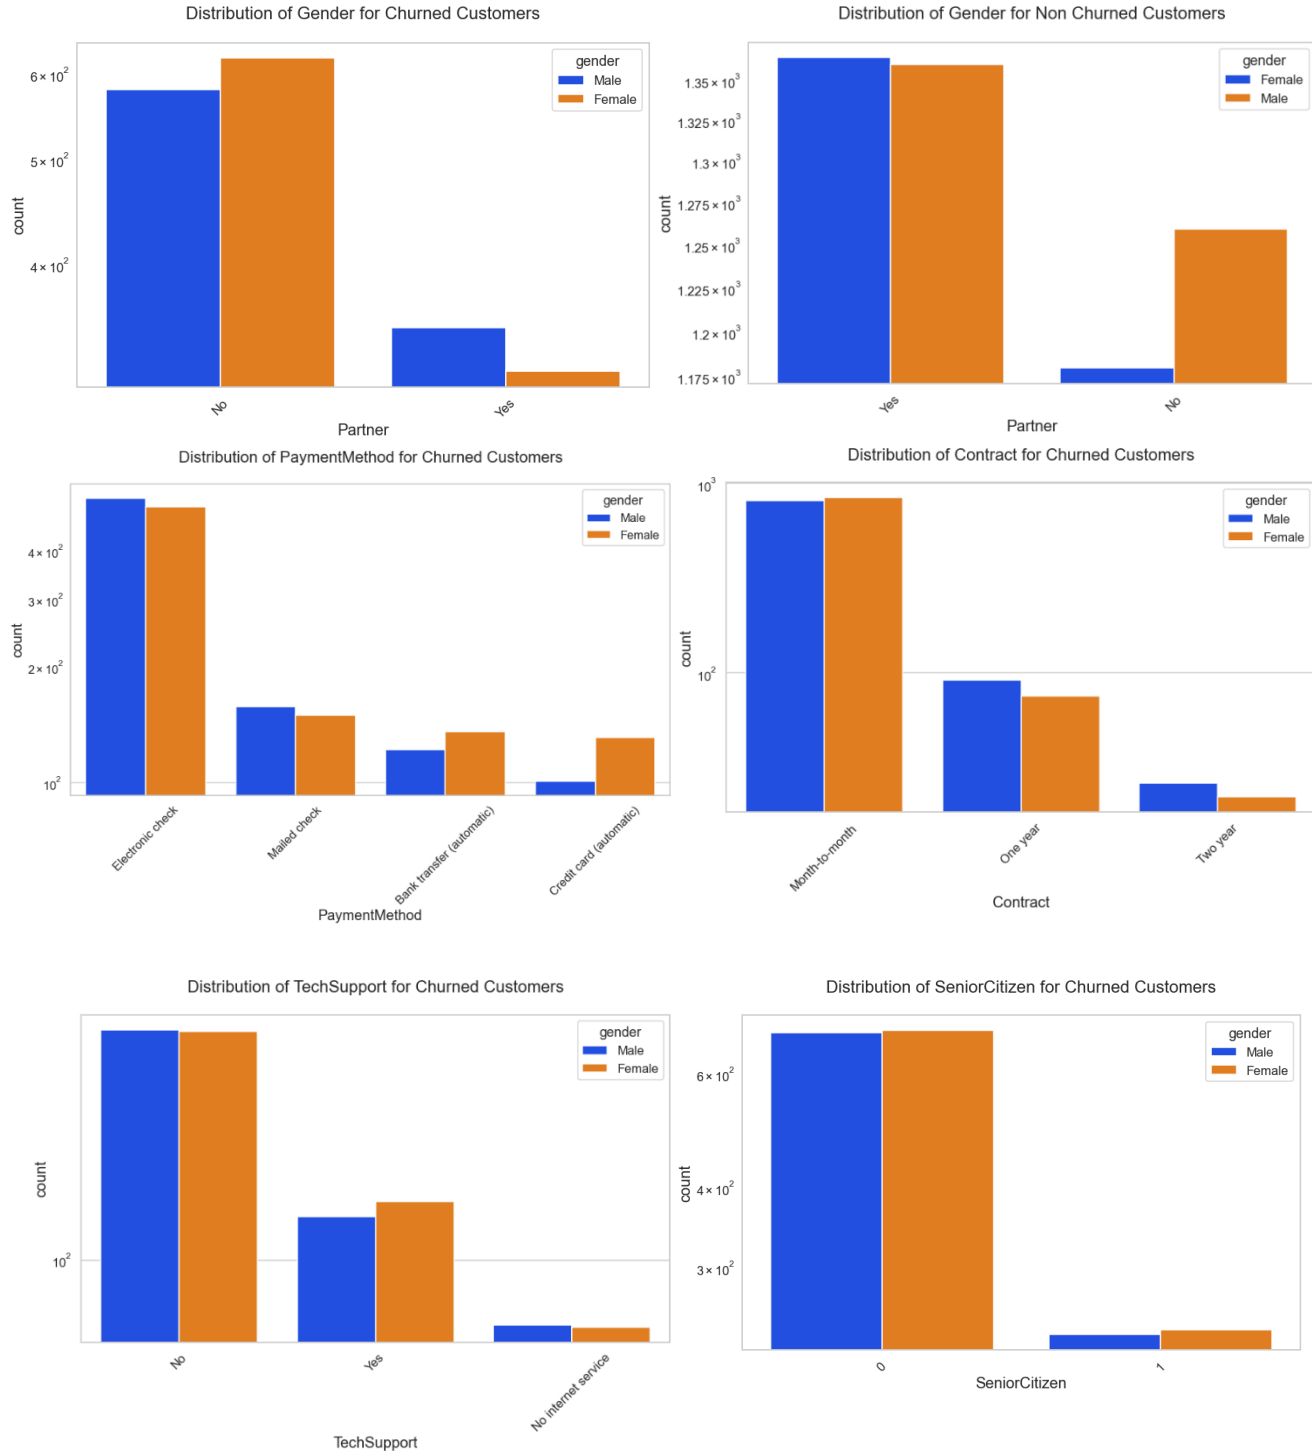 Distribution of Gender for Churned Customers
6 × 10²
5 × 10²
4 × 10²
count
gender
Male
Female
No
Yes
Partner
Distribution of Gender for Non Churned Customers
1.35 × 10³
1.325 × 10³
1.3 × 10³
1.275 × 10³
1.25 × 10³
1.225 × 10³
1.2 × 10³
1.175 × 10³
count
gender
Female
Male
Yes
No
Partner
Distribution of PaymentMethod for Churned Customers
4 × 10²
3 × 10²
2 × 10²
10²
count
gender
Male
Female
Electronic check
Mailed check
Bank transfer (automatic)
Credit card (automatic)
PaymentMethod
Distribution of Contract for Churned Customers
10³
10²
count
gender
Male
Female
Month-to-month
One year
Two year
Contract
Distribution of TechSupport for Churned Customers
10²
count
gender
Male
Female
No
Yes
No internet service
TechSupport
Distribution of SeniorCitizen for Churned Customers
6 × 10²
4 × 10²
3 × 10²
count
gender
Male
Female
0
1
SeniorCitizen